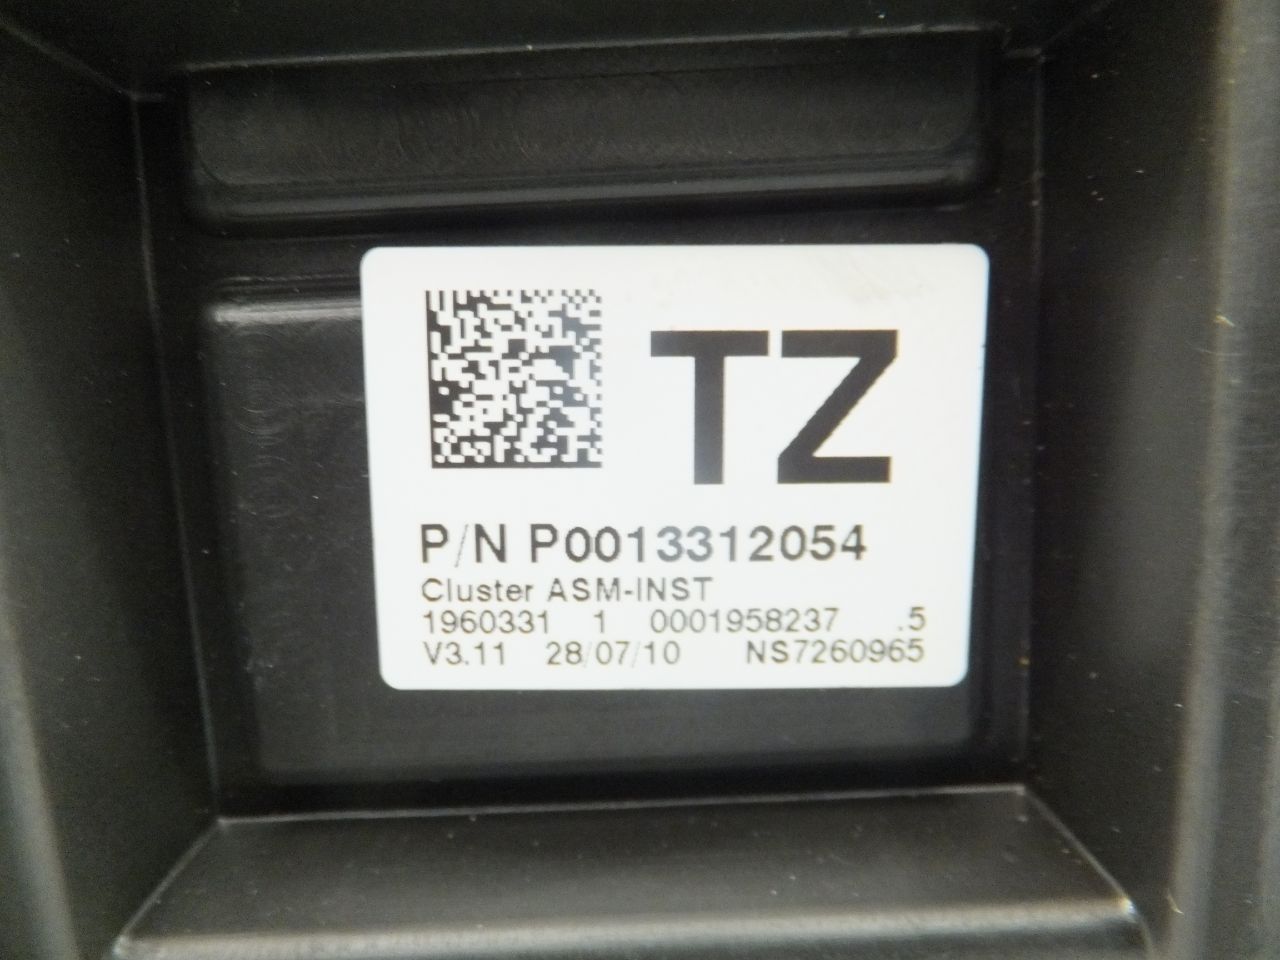 TZ
P/N P0013312054
Cluster ASM-INST
1960331 1 0001958237 .5
V3.11 28/07/10 NS7260965